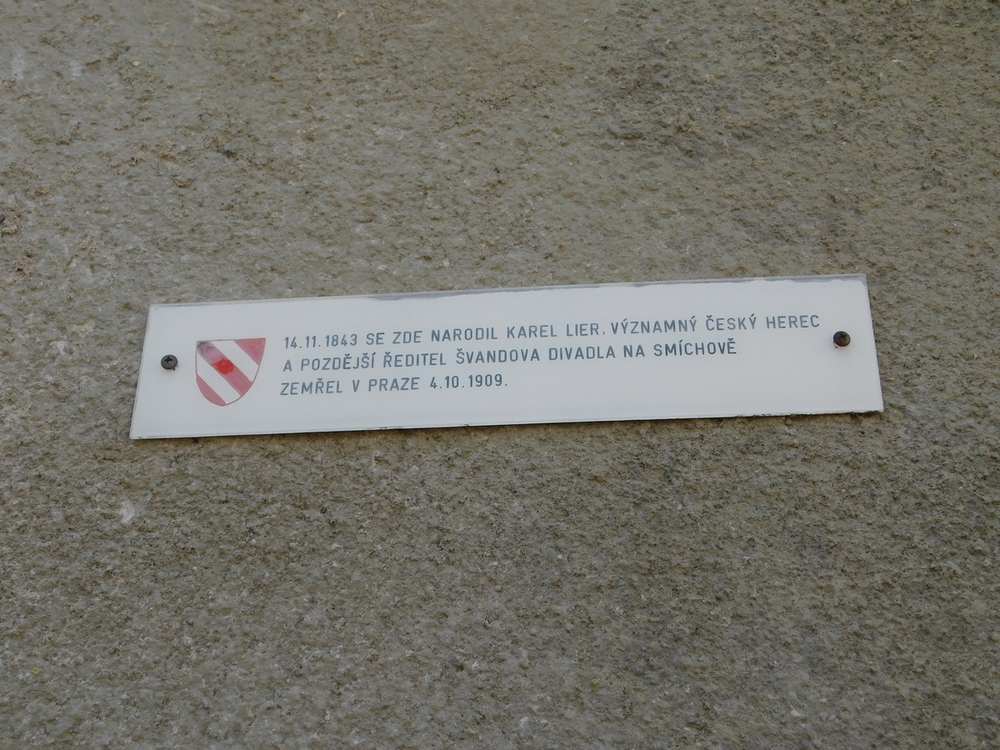 14.11.1843 SE ZDE NARODIL KAREL LIER, VÝZNAMNÝ ČESKÝ HEREC
A POZDĚJŠÍ ŘEDITEL ŠVANDOVA DIVADLA NA SMÍCHOVĚ
ZEMŘEL V PRAZE 4.10.1909.